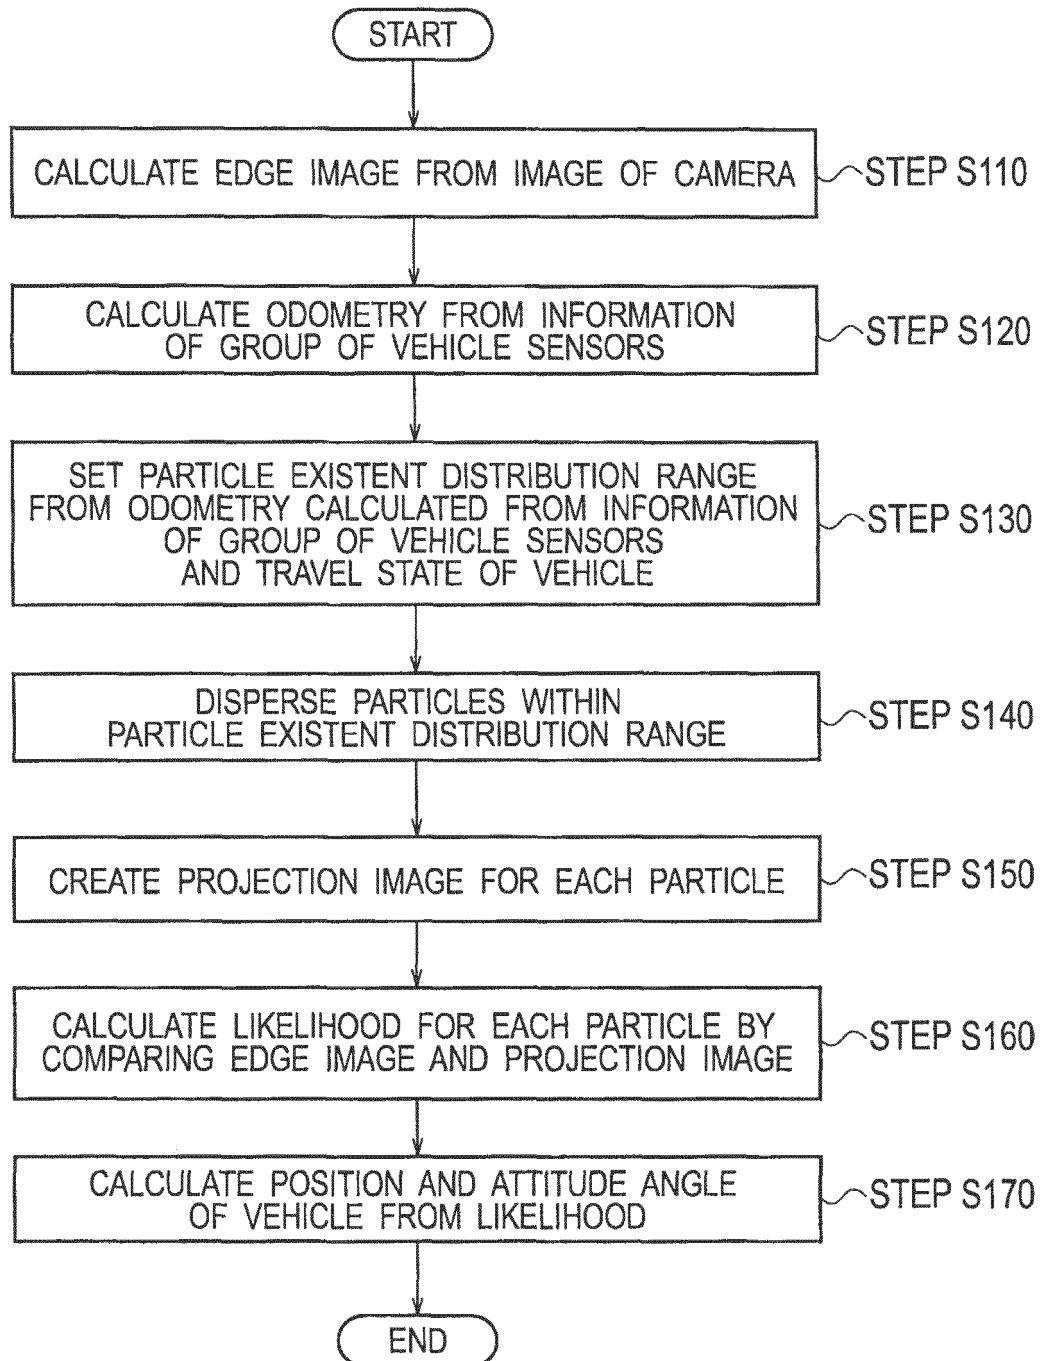 START
CALCULATE EDGE IMAGE FROM IMAGE OF CAMERA
STEP S110
CALCULATE ODOMETRY FROM INFORMATION
OF GROUP OF VEHICLE SENSORS
STEP S120
SET PARTICLE EXISTENT DISTRIBUTION RANGE
FROM ODOMETRY CALCULATED FROM INFORMATION
OF GROUP OF VEHICLE SENSORS
AND TRAVEL STATE OF VEHICLE
STEP S130
DISPERSE PARTICLES WITHIN
PARTICLE EXISTENT DISTRIBUTION RANGE
STEP S140
CREATE PROJECTION IMAGE FOR EACH PARTICLE
STEP S150
CALCULATE LIKELIHOOD FOR EACH PARTICLE BY
COMPARING EDGE IMAGE AND PROJECTION IMAGE
STEP S160
CALCULATE POSITION AND ATTITUDE ANGLE
OF VEHICLE FROM LIKELIHOOD
STEP S170
END